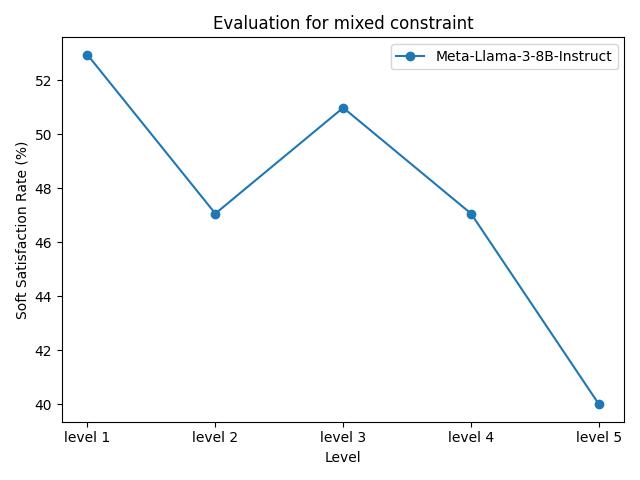 Evaluation for mixed constraint
Meta-Llama-3-8B-Instruct
Soft Satisfaction Rate (%)
52
50
48
46
44
42
40
level 1 level 2 level 3 level 4 level 5
Level